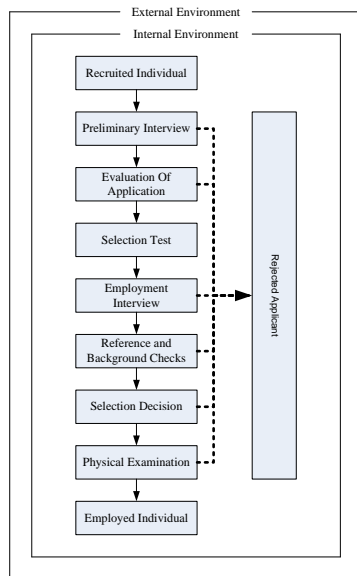 External Environment
Internal Environment
Recruited Individual
Preliminary Interview
Evaluation Of
Application
Selection Test
Employment
Interview
Reference and
Background Checks
Selection Decision
Physical Examination
Employed Individual
Rejected Applicant